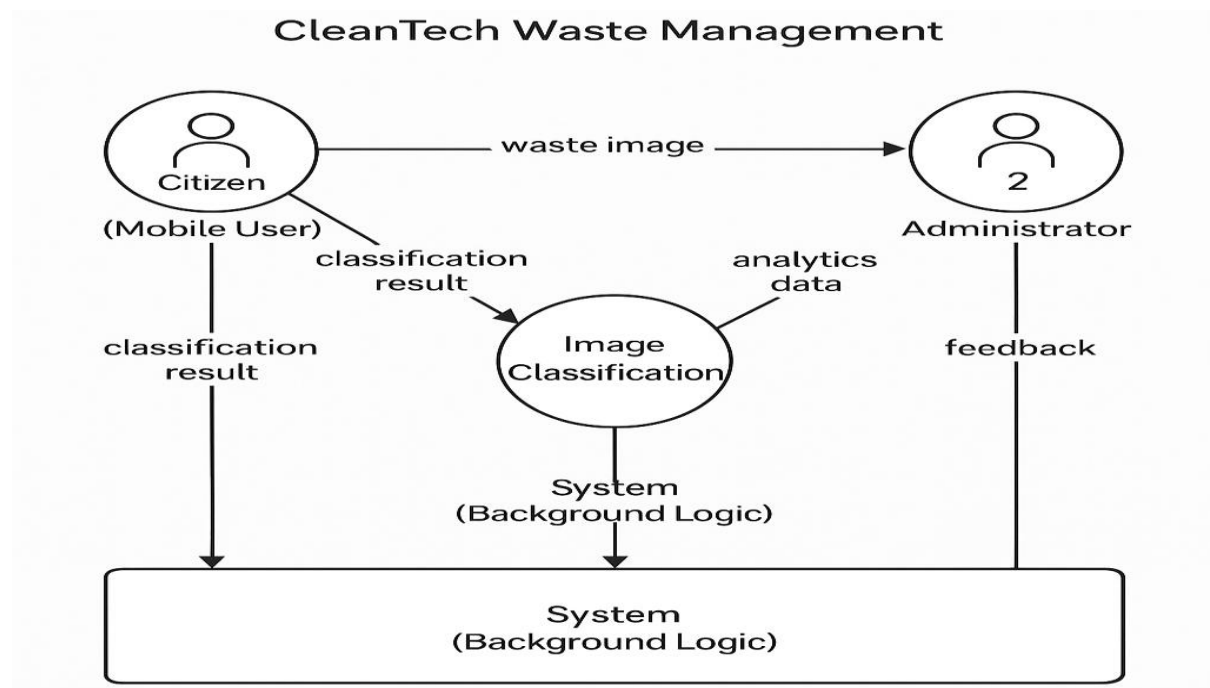 CleanTech Waste Management
Citizen
(Mobile User)
waste image
2
Administrator
classification
result
analytics
data
classification
result
Image
Classification
feedback
System
(Background Logic)
System
(Background Logic)